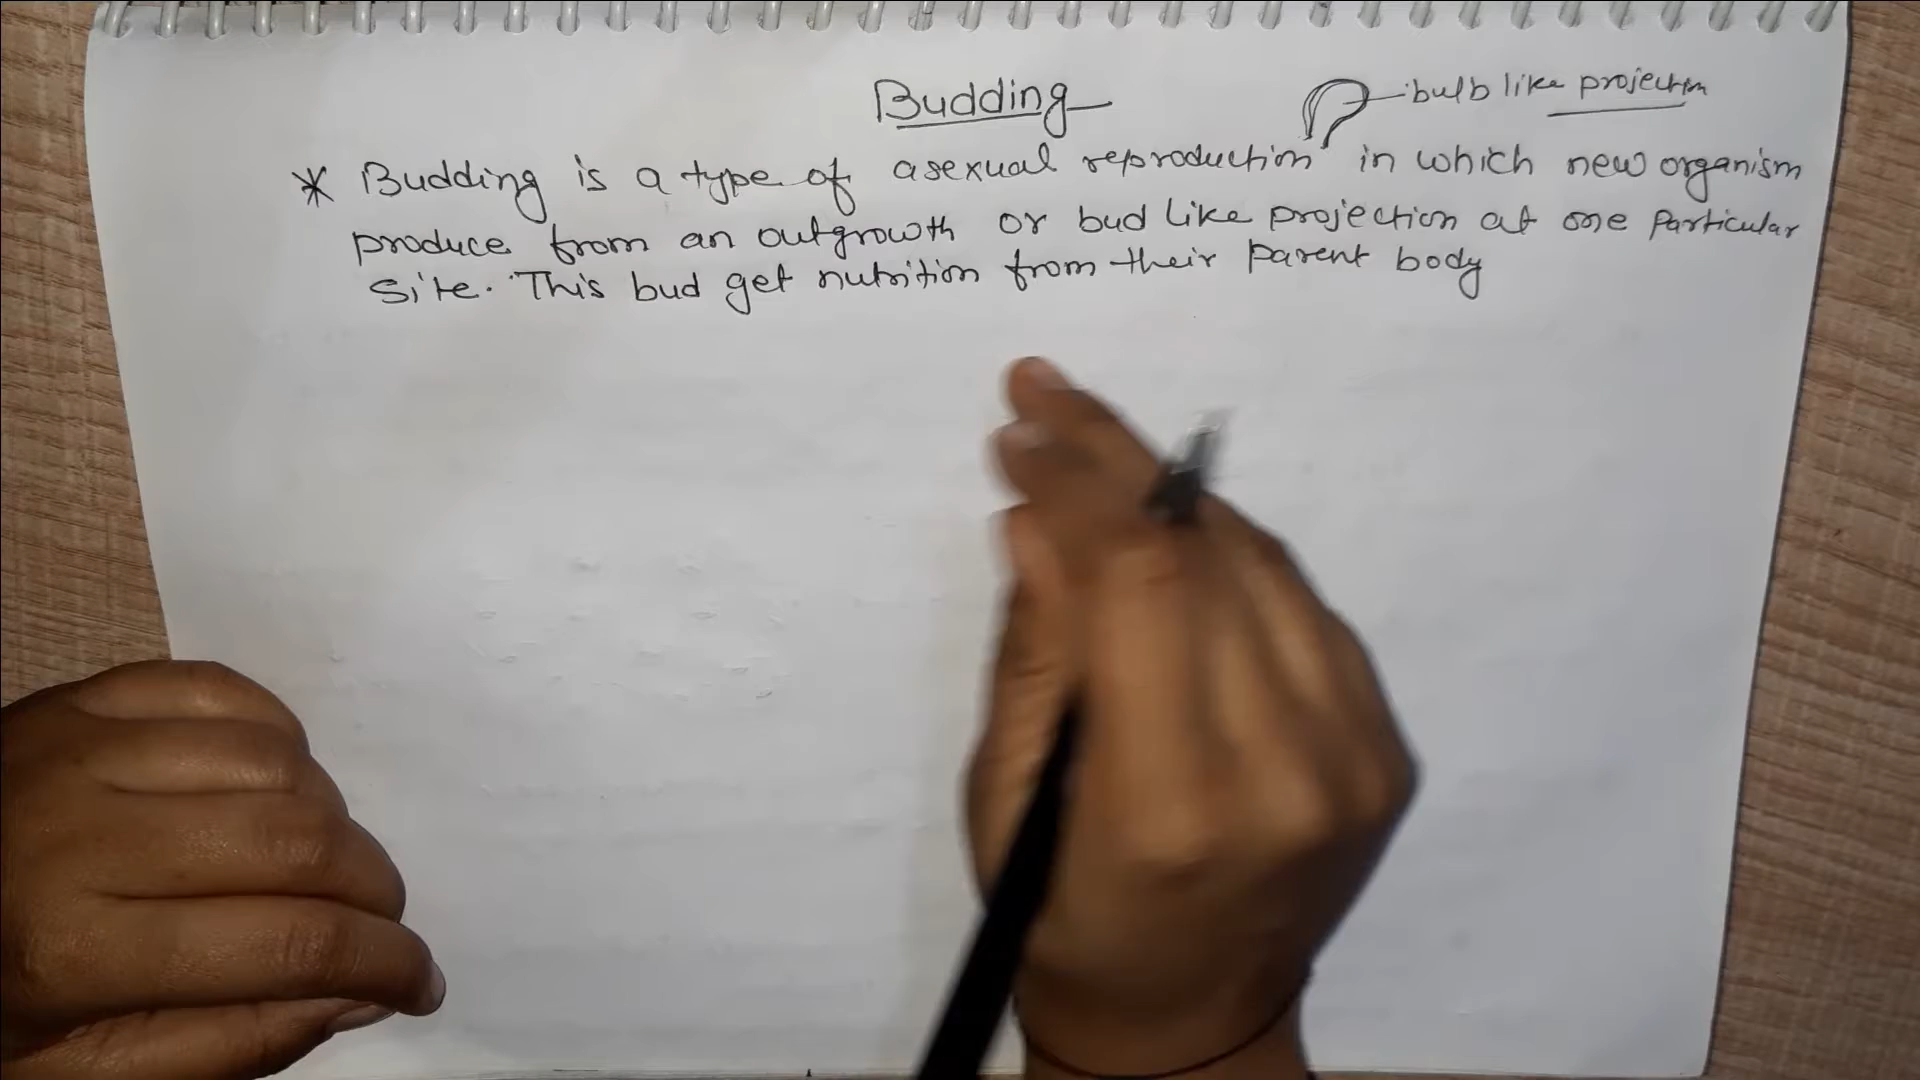 Budding
bulb like projection
* Budding is a type of asexual reproduction in which new organism
produce from an outgrowth or bud like projection at one particular
site. This bud get nutrition from their parent body